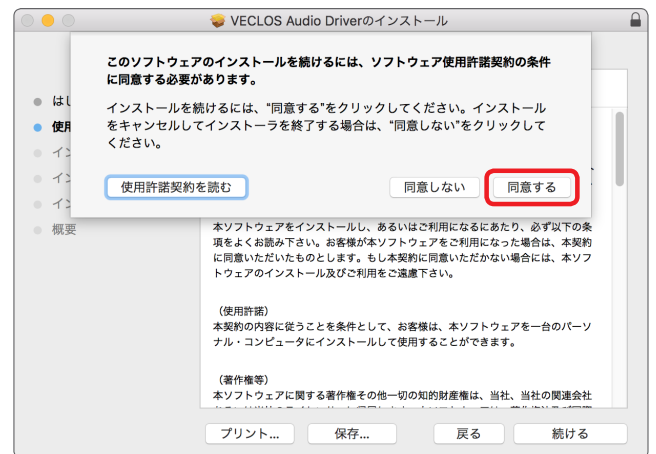 VECLOS Audio Driverのインストール
このソフトウェアのインストールを続けるには、ソフトウェア使用許諾契約の条件
に同意する必要があります。
インストールを続けるには、“同意する”をクリックしてください。インストール
をキャンセルしてインストーラを終了する場合は、“同意しない”をクリックして
ください。
使用許諾契約を読む
同意しない
同意する
はじ
使用
イン
イン
イン
概要
本ソフトウェアをインストールし、あるいはご利用になるにあたり、必ず以下の条
項をよくお読み下さい。お客様が本ソフトウェアをご利用になった場合は、本契約
に同意いただいたものとします。もし本契約に同意いただかない場合には、本ソフ
トウェアのインストール及びご利用をご遠慮下さい。
（使用許諾）
本契約の内容に従うことを条件として、お客様は、本ソフトウェアを一台のパーソ
ナル・コンピュータにインストールして使用することができます。
（著作権等）
本ソフトウェアに関する著作権その他一切の知的財産権は、当社、当社の関連会社
プリント...
保存...
戻る
続ける